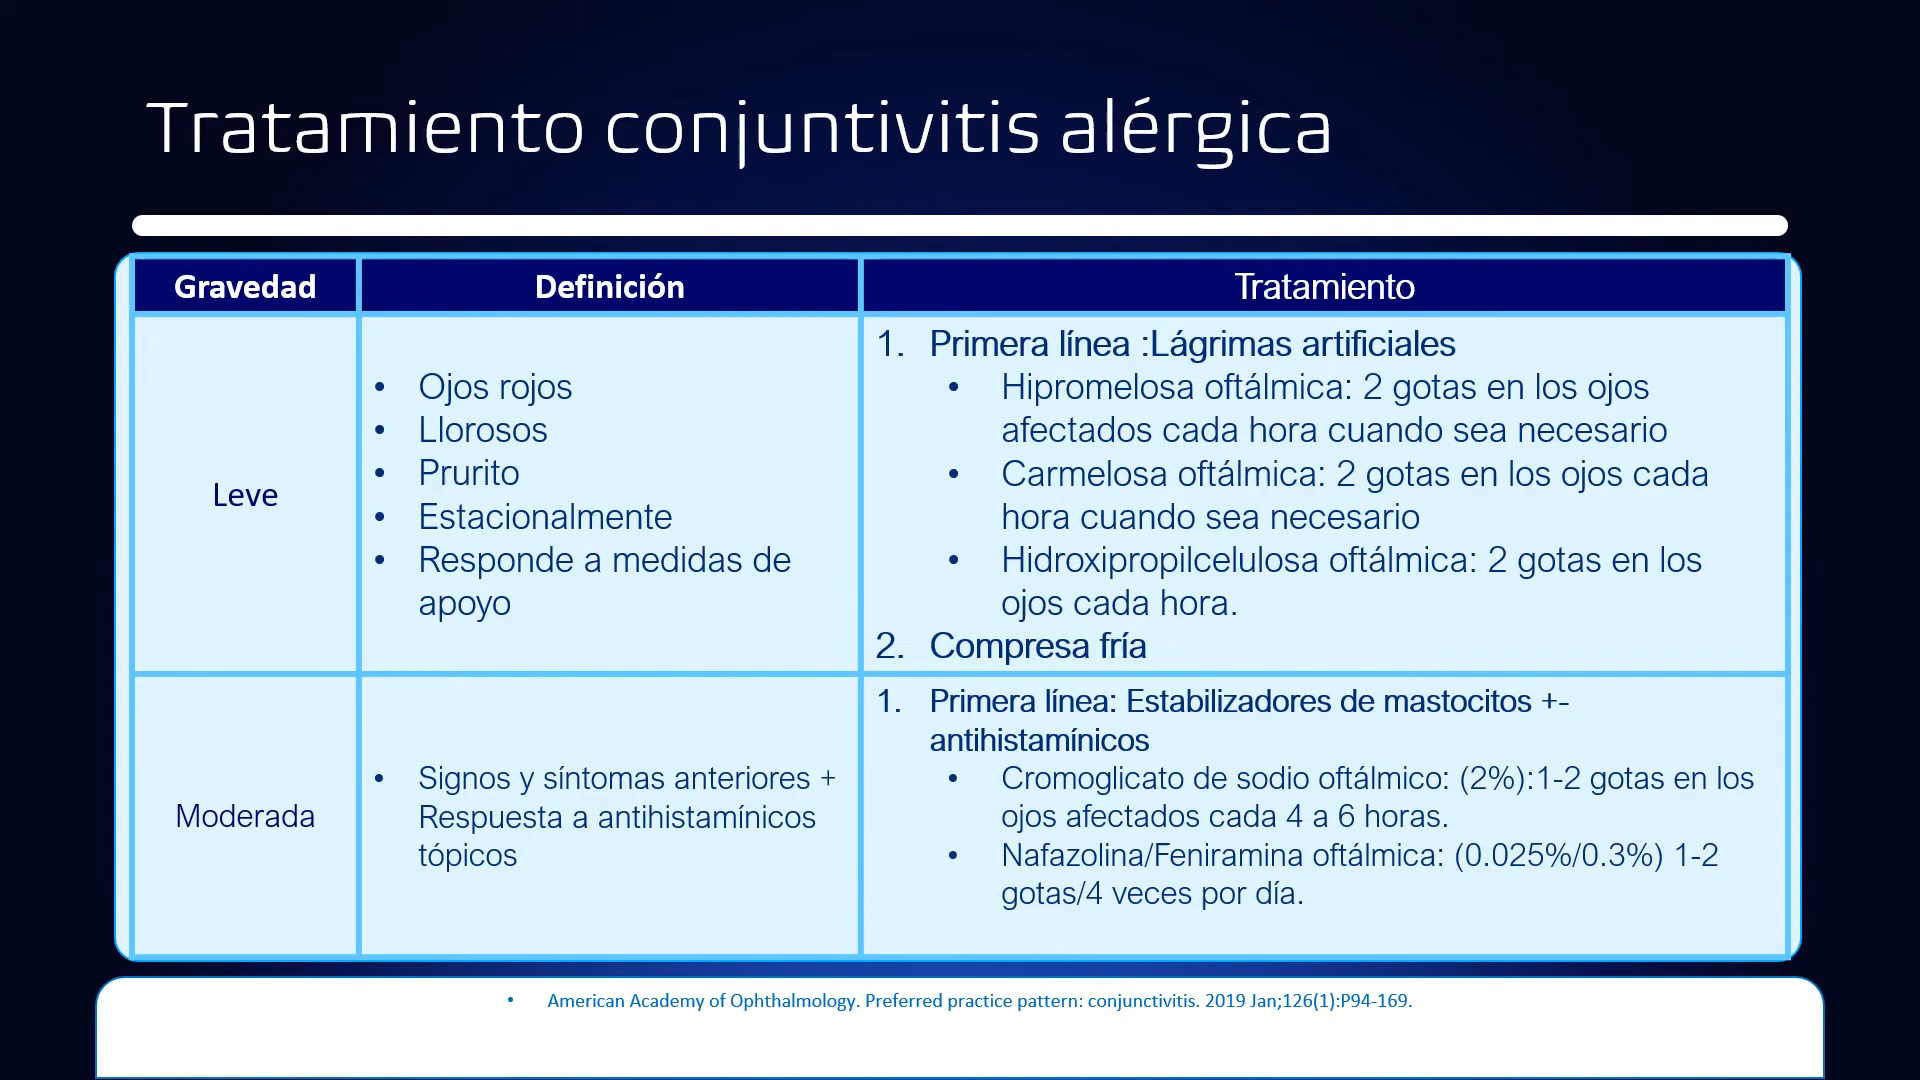 Tratamiento conjuntivitis alérgica
Gravedad
Definición
Tratamiento
Leve
• Ojos rojos
• Llorosos
• Prurito
• Estacionalmente
• Responde a medidas de
apoyo
1. Primera línea :Lágrimas artificiales
• Hipromelosa oftálmica: 2 gotas en los ojos
afectados cada hora cuando sea necesario
• Carmelosa oftálmica: 2 gotas en los ojos cada
hora cuando sea necesario
• Hidroxipropilcelulosa oftálmica: 2 gotas en los
ojos cada hora.
2. Compresa fría
Moderada
• Signos y síntomas anteriores +
Respuesta a antihistamínicos
tópicos
1. Primera línea: Estabilizadores de mastocitos +-
antihistamínicos
• Cromoglicato de sodio oftálmico: (2%):1-2 gotas en los
ojos afectados cada 4 a 6 horas.
• Nafazolina/Feniramina oftálmica: (0.025%/0.3%) 1-2
gotas/4 veces por día.
• American Academy of Ophthalmology. Preferred practice pattern: conjunctivitis. 2019 Jan;126(1):P94-169.